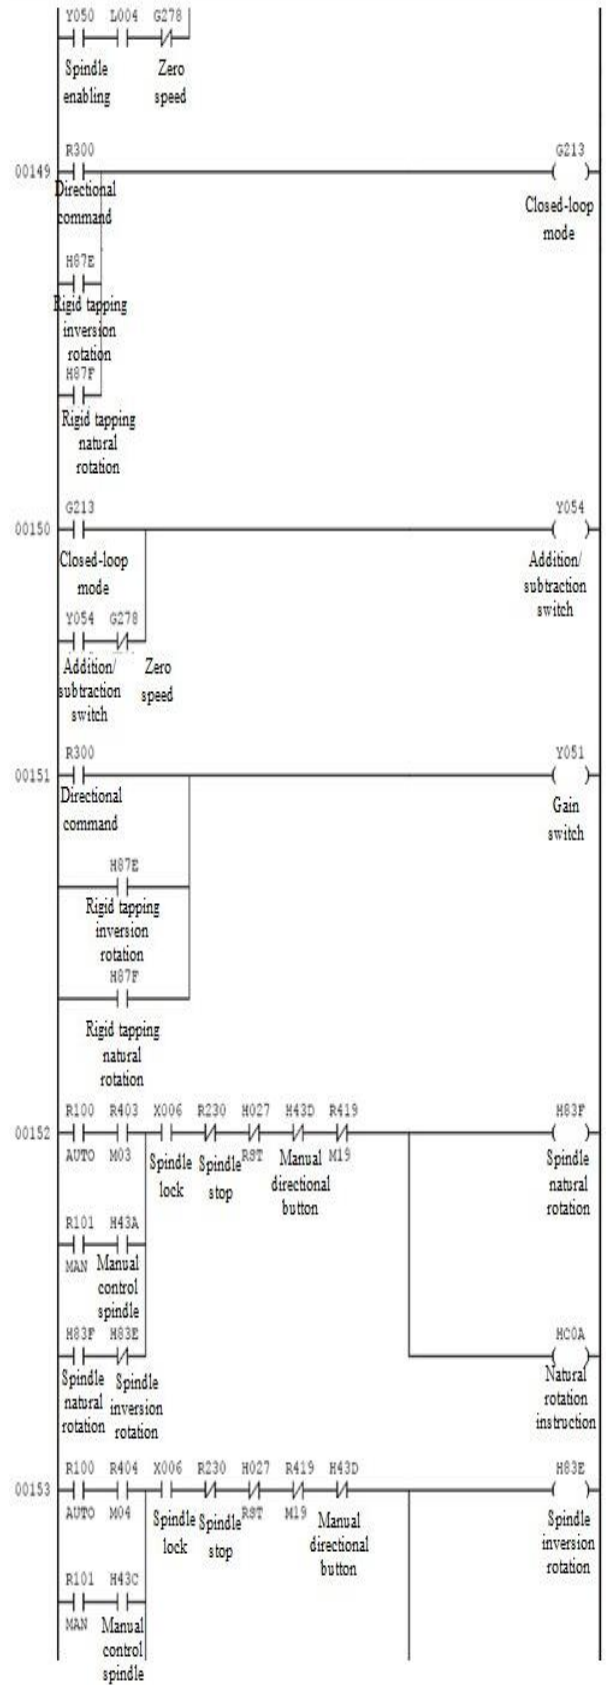 Y050 L004 G278
Spindle enabling
Zero speed
R300 G213
00149
Directional command
Closed-loop mode
H87E
Rigid tapping inversion rotation
H87F
Rigid tapping natural rotation
G213 Y054
00150
Closed-loop mode
Addition/ subtraction switch
Y054 G278
Addition/ subtraction switch
Zero speed
R300 Y051
00151
Directional command
Gain switch
H87E
Rigid tapping inversion rotation
H87F
Rigid tapping natural rotation
R100 R403 X006 R230 H027 H43D R419 H83F
00152
AUTO M03 Spindle lock Spindle stop RST Manual directional button M19
Spindle natural rotation
R101 H43A
MAN Manual control spindle
H83F H83E HC0A
Spindle natural rotation
Spindle inversion rotation
Natural rotation instruction
R100 R404 X006 R230 H027 R419 H43D H83E
00153
AUTO M04 Spindle lock Spindle stop RST M19 Manual directional button
Spindle inversion rotation
R101 H43C
MAN Manual control spindle